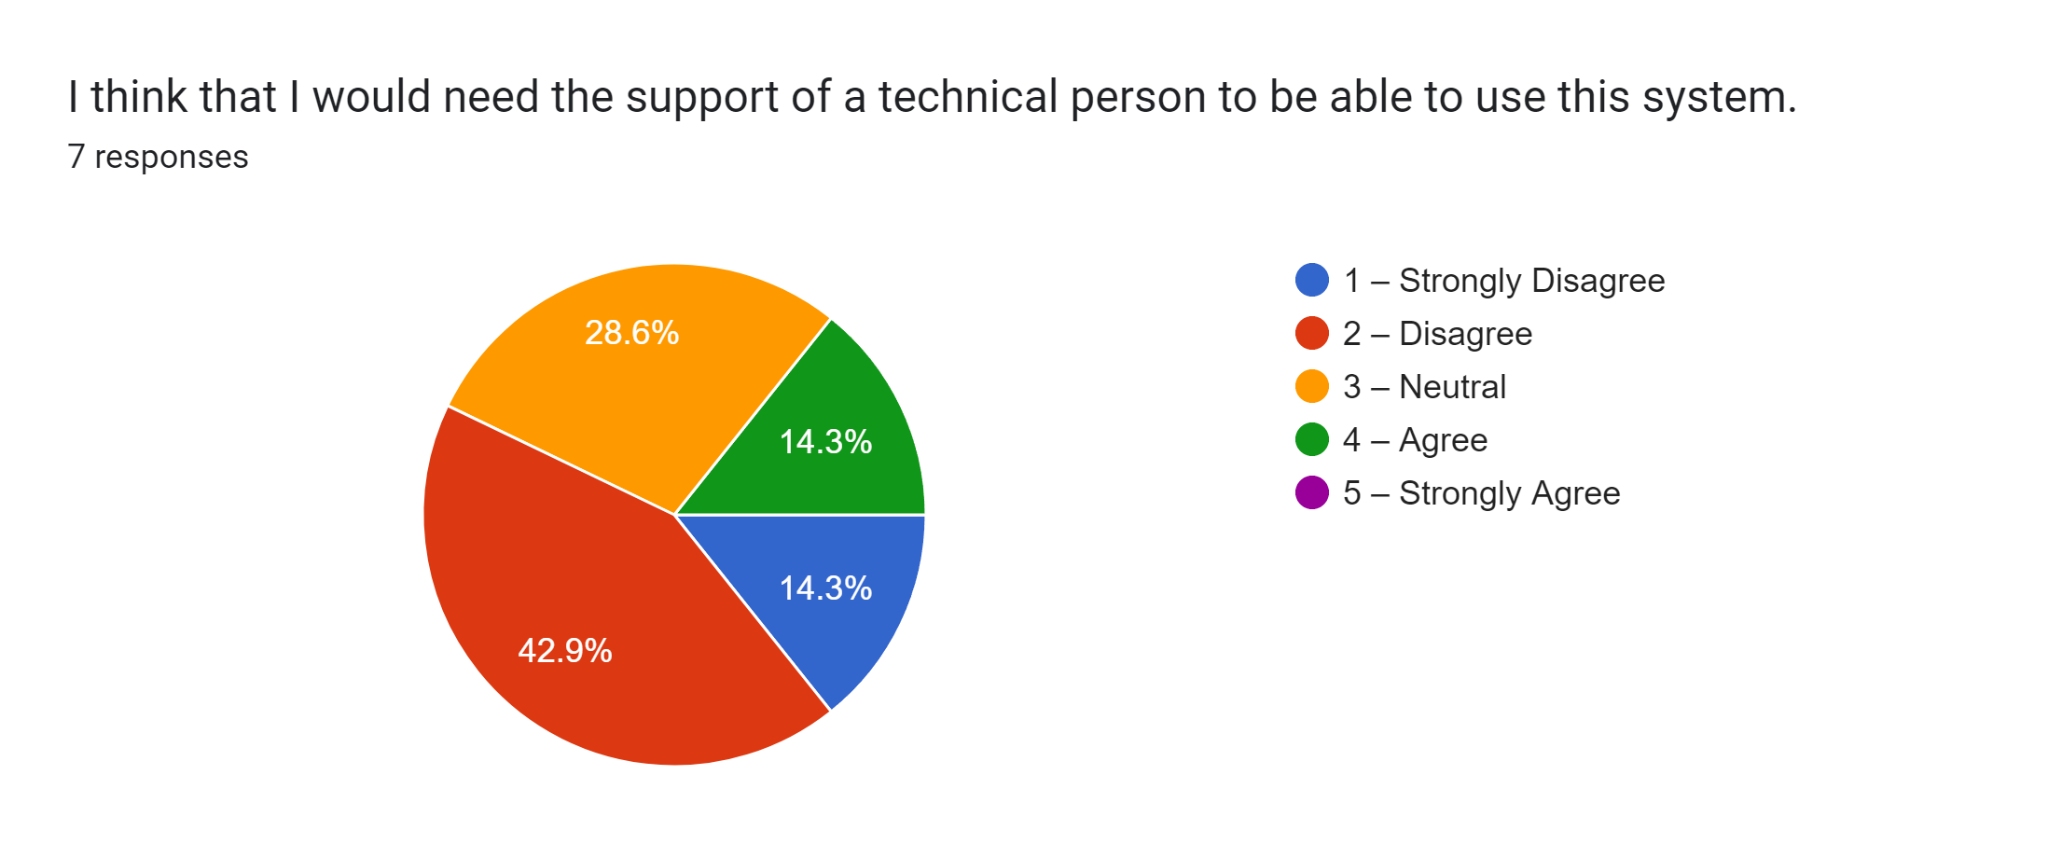 I think that I would need the support of a technical person to be able to use this system.
7 responses
28.6%
14.3%
14.3%
42.9%
1 – Strongly Disagree
2 – Disagree
3 – Neutral
4 – Agree
5 – Strongly Agree